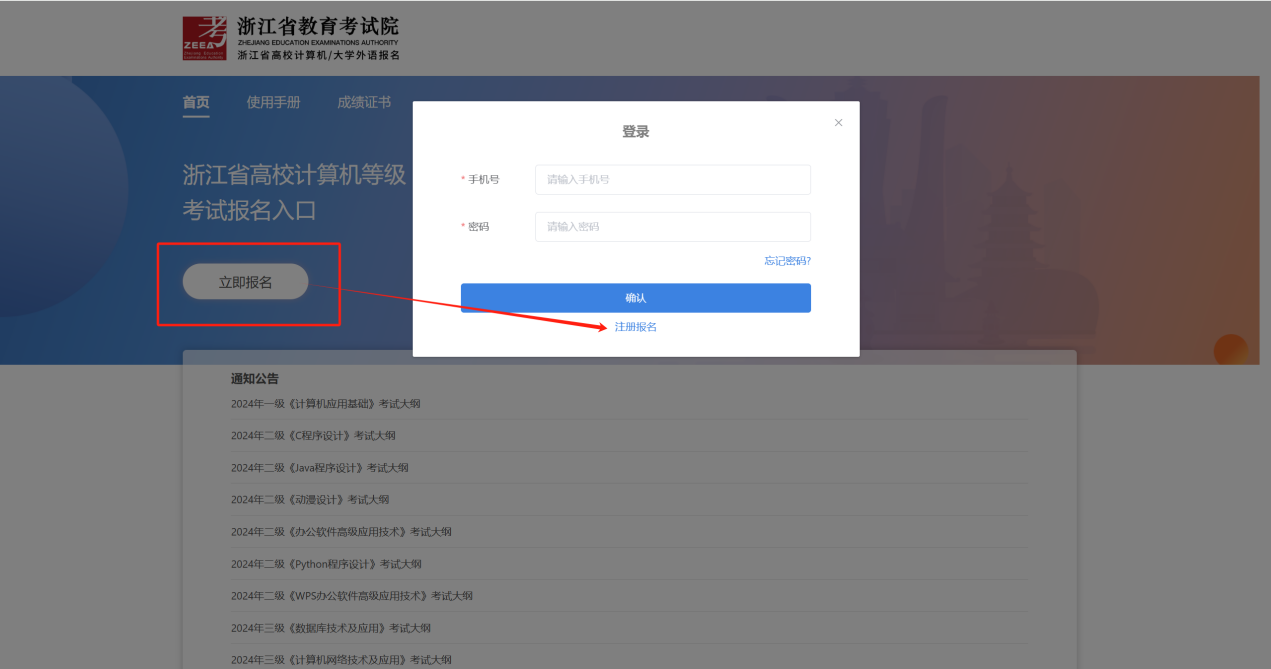 考
ZEEA
浙江省教育考试院
ZHEJIANG EDUCATION EXAMINATIONS AUTHORITY
浙江省高校计算机/大学外语报名
首页 使用手册 成绩证书
登录
×
浙江省高校计算机等级
考试报名入口
* 手机号 请输入手机号
* 密码 请输入密码
忘记密码?
立即报名
确认
注册报名
通知公告
2024年一级《计算机应用基础》考试大纲
2024年二级《C程序设计》考试大纲
2024年二级《Java程序设计》考试大纲
2024年二级《动漫设计》考试大纲
2024年二级《办公软件高级应用技术》考试大纲
2024年二级《Python程序设计》考试大纲
2024年二级《WPS办公软件高级应用技术》考试大纲
2024年三级《数据库技术及应用》考试大纲
2024年三级《计算机网络技术及应用》考试大纲